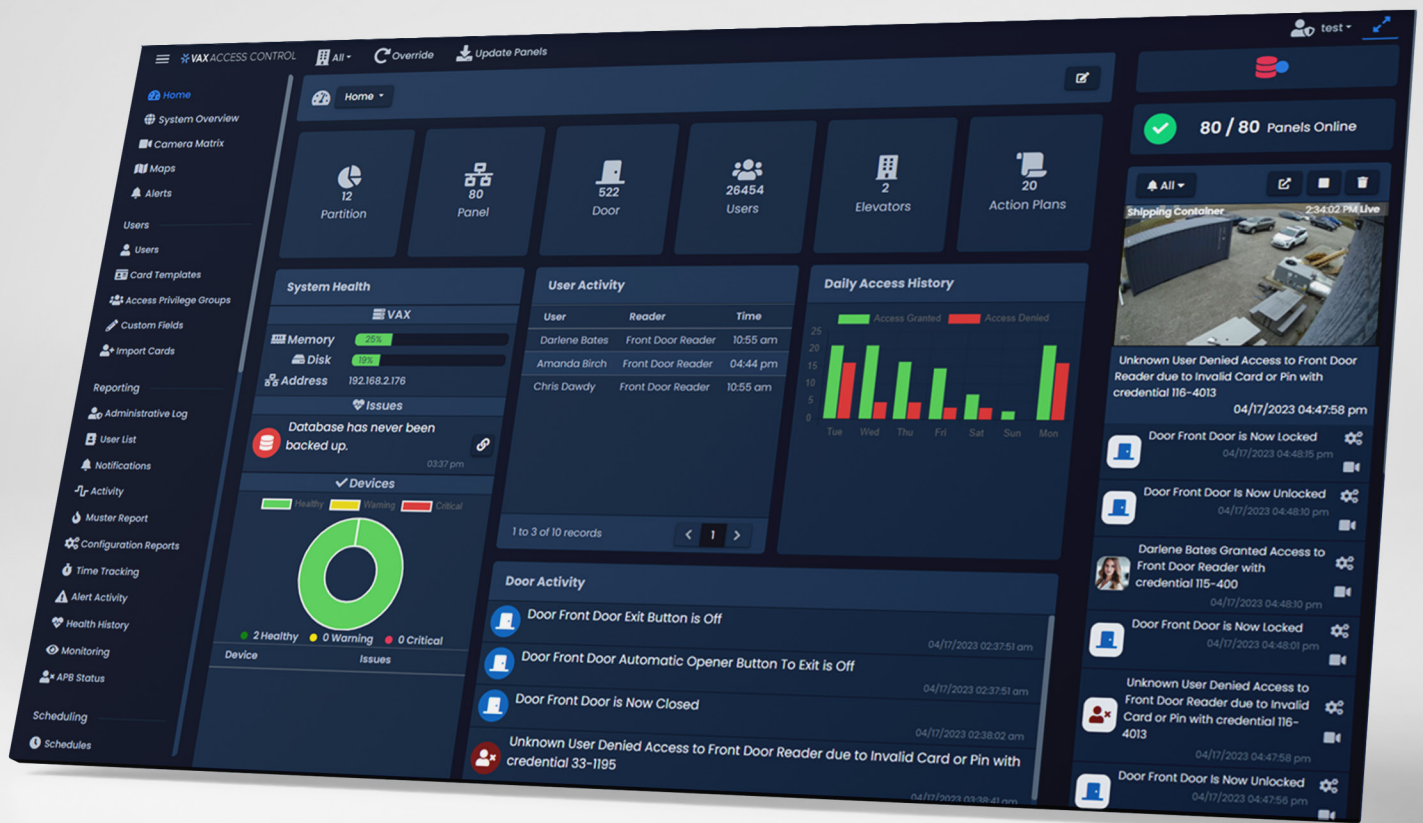 VAX ACCESS CONTROL
All
Override
Update Panels
test
Home
System Overview
Camera Matrix
Maps
Alerts
Users
Users
Card Templates
Access Privilege Groups
Custom Fields
Import Cards
Reporting
Administrative Log
User List
Notifications
Activity
Muster Report
Configuration Reports
Time Tracking
Alert Activity
Health History
Monitoring
APB Status
Scheduling
Schedules
Home
12
Partition
80
Panel
522
Door
26454
Users
2
Elevators
20
Action Plans
System Health
VAX
Memory 25%
Disk 19%
Address 192.168.2.176
Issues
Database has never been
backed up.
03:37 pm
Devices
Healthy Warning Critical
2 Healthy 0 Warning 0 Critical
Device Issues
User Activity
User Reader Time
Darlene Bates Front Door Reader 10:55 am
Amanda Birch Front Door Reader 04:44 pm
Chris Dawdy Front Door Reader 10:55 am
1 to 3 of 10 records
< 1 >
Daily Access History
Access Granted Access Denied
25
20
15
10
5
0
Tue Wed Thu Fri Sat Sun Mon
Door Activity
Door Front Door Exit Button is Off
04/17/2023 02:37:51 am
Door Front Door Automatic Opener Button To Exit is Off
04/17/2023 02:37:51 am
Door Front Door is Now Closed
04/17/2023 02:38:02 am
Unknown User Denied Access to Front Door Reader due to Invalid Card or Pin with
credential 33-1195
04/17/2023 03:38:41 am
80 / 80 Panels Online
All
Shipping Container 2:34:02 PM Live
Unknown User Denied Access to Front Door
Reader due to Invalid Card or Pin with
credential 116-4013
04/17/2023 04:47:58 pm
Door Front Door is Now Locked
04/17/2023 04:48:15 pm
Door Front Door Is Now Unlocked
04/17/2023 04:48:10 pm
Darlene Bates Granted Access to
Front Door Reader with
credential 115-400
04/17/2023 04:48:10 pm
Door Front Door is Now Locked
04/17/2023 04:48:01 pm
Unknown User Denied Access to
Front Door Reader due to Invalid
Card or Pin with credential 116-
4013
04/17/2023 04:47:58 pm
Door Front Door Is Now Unlocked
04/17/2023 04:47:56 pm